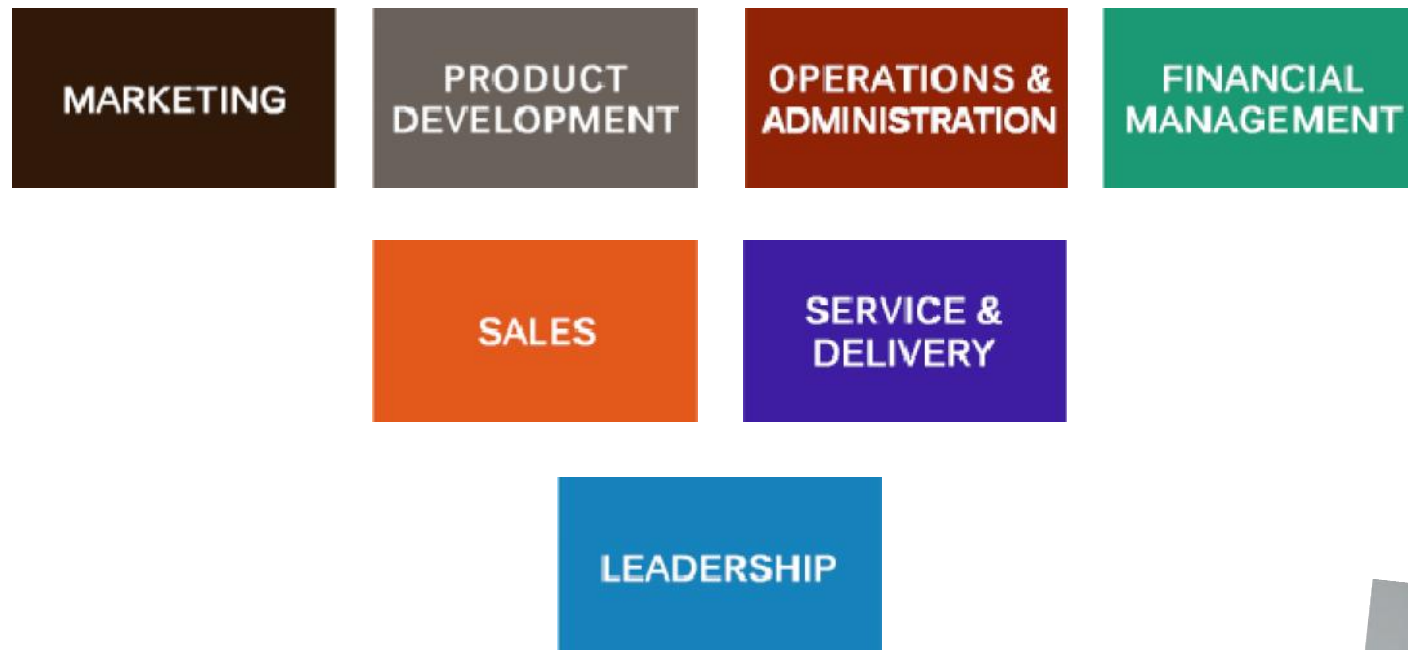 MARKETING
PRODUCT
DEVELOPMENT
OPERATIONS &
ADMINISTRATION
FINANCIAL
MANAGEMENT
SALES
SERVICE &
DELIVERY
LEADERSHIP